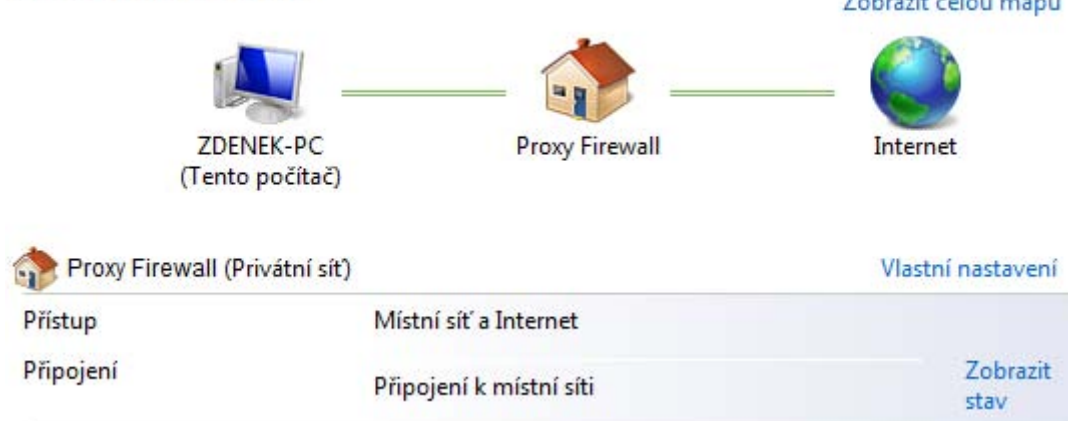 Zobrazit celou mapu
ZDENEK-PC
(Tento počítač)
Proxy Firewall
Internet
Proxy Firewall (Privátní síť)
Vlastní nastavení
Přístup
Místní síť a Internet
Připojení
Připojení k místní síti
Zobrazit
stav